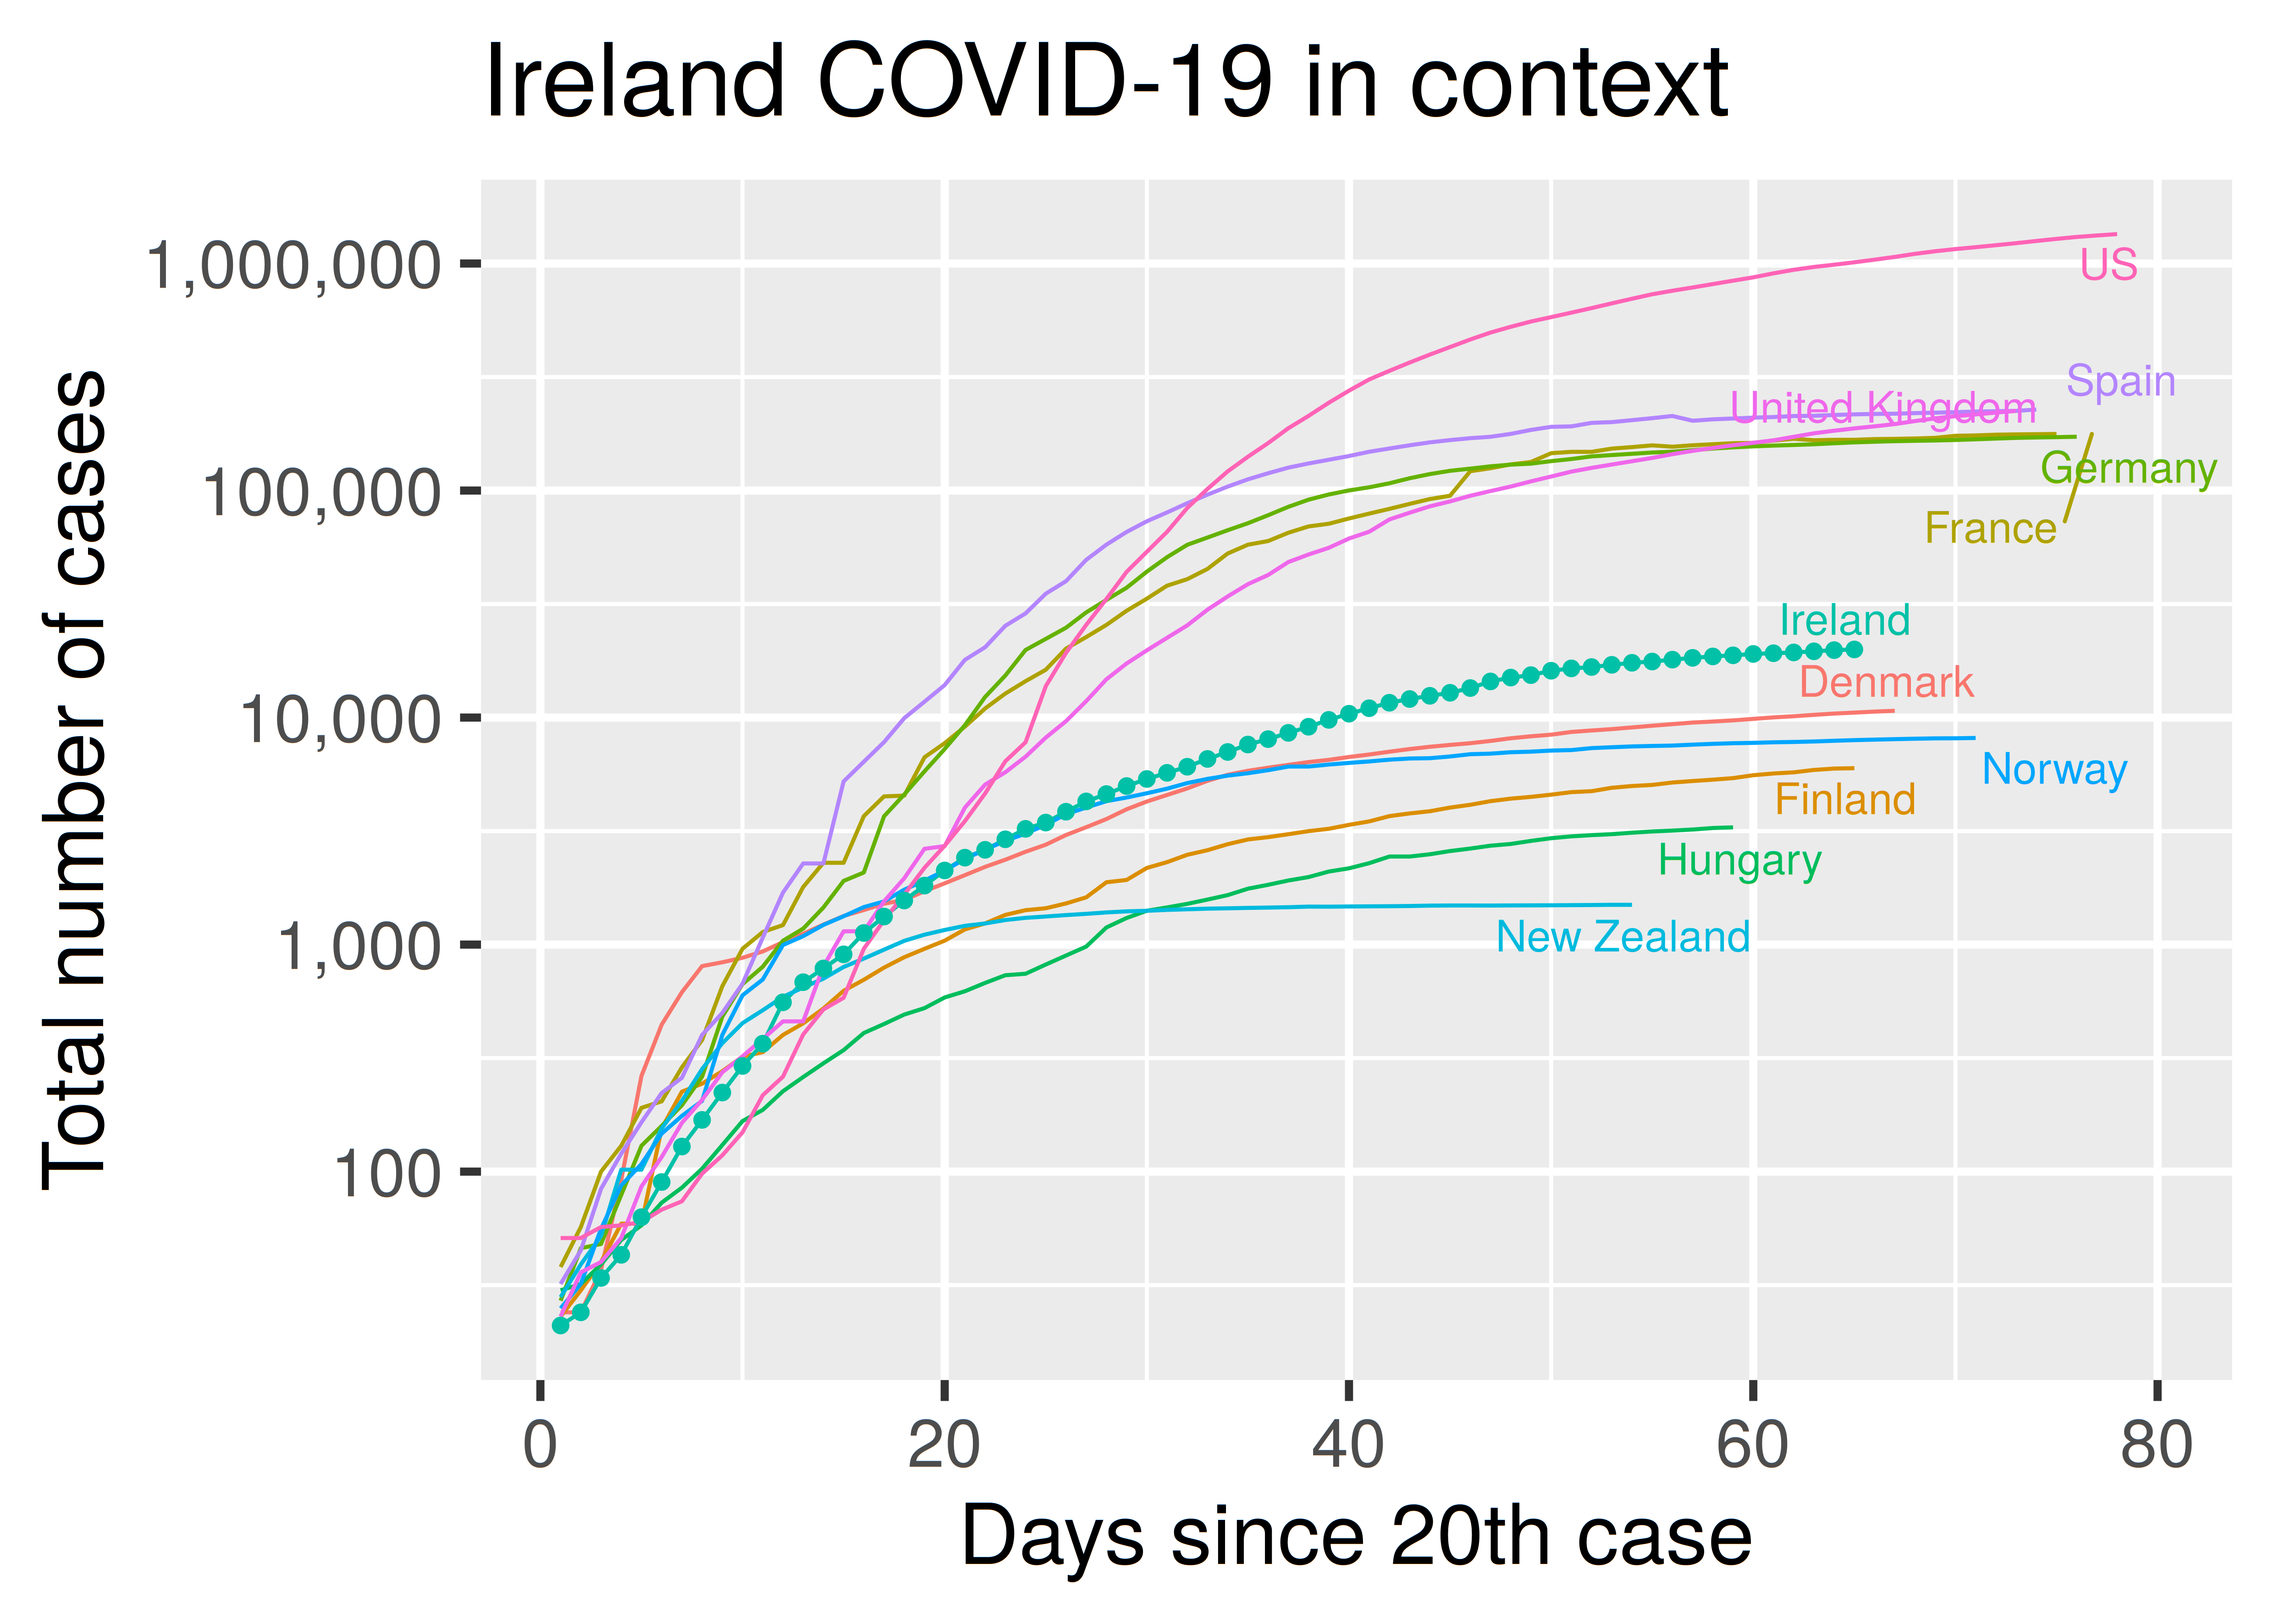 Ireland COVID-19 in context
Total number of cases
1,000,000
100,000
10,000
1,000
100
US
Spain
United Kingdom
Germany
France
Ireland
Denmark
Norway
Finland
Hungary
New Zealand
0 20 40 60 80
Days since 20th case